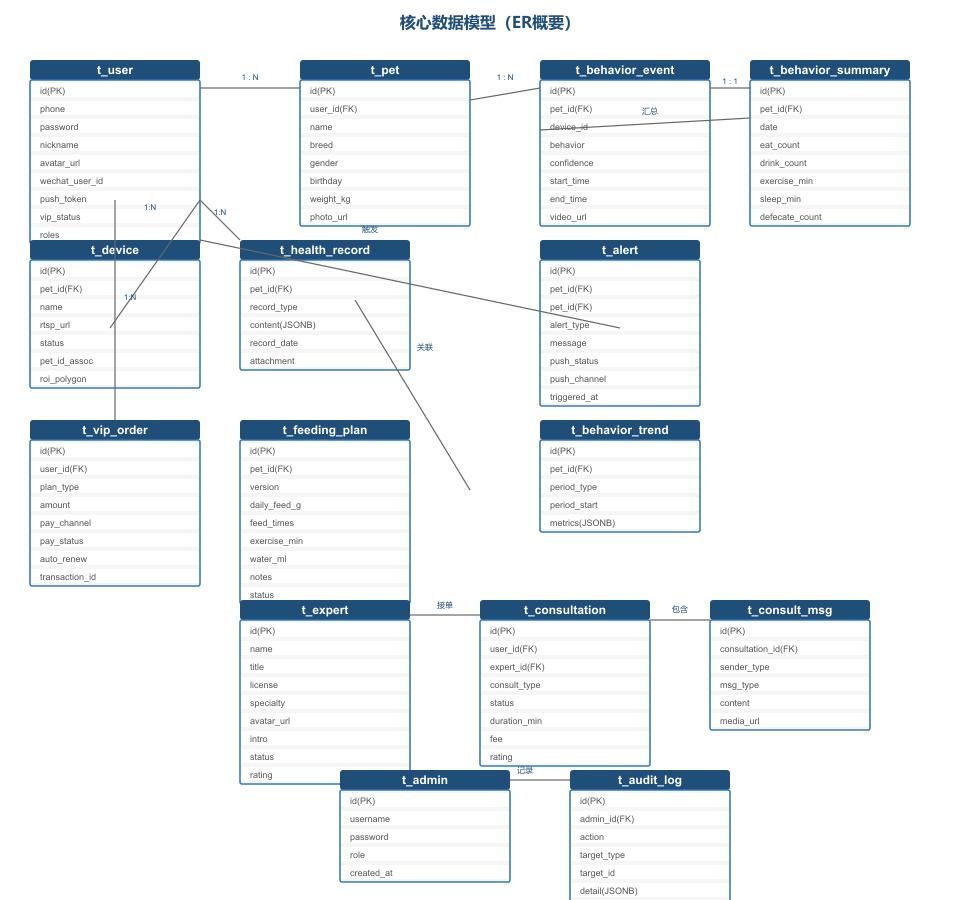 核心数据模型（ER概要）
t_user
id(PK)
phone
password
nickname
avatar_url
wechat_user_id
push_token
vip_status
roles
1 : N
t_pet
id(PK)
user_id(FK)
name
breed
gender
birthday
weight_kg
photo_url
1 : N
t_behavior_event
id(PK)
pet_id(FK)
device_id
behavior
confidence
start_time
end_time
video_url
1 : 1
汇总
t_behavior_summary
id(PK)
pet_id(FK)
date
eat_count
drink_count
exercise_min
sleep_min
defecate_count
1:N
1:N
触发
t_device
id(PK)
pet_id(FK)
name
rtsp_url
status
pet_id_assoc
roi_polygon
1:N
t_health_record
id(PK)
pet_id(FK)
record_type
content(JSONB)
record_date
attachment
关联
t_alert
id(PK)
pet_id(FK)
pet_id(FK)
alert_type
message
push_status
push_channel
triggered_at
t_vip_order
id(PK)
user_id(FK)
plan_type
amount
pay_channel
pay_status
auto_renew
transaction_id
t_feeding_plan
id(PK)
pet_id(FK)
version
daily_feed_g
feed_times
exercise_min
water_ml
notes
status
t_behavior_trend
id(PK)
pet_id(FK)
period_type
period_start
metrics(JSONB)
t_expert
id(PK)
name
title
license
specialty
avatar_url
intro
status
rating
接单
t_consultation
id(PK)
user_id(FK)
expert_id(FK)
consult_type
status
duration_min
fee
rating
包含
t_consult_msg
id(PK)
consultation_id(FK)
sender_type
msg_type
content
media_url
t_admin
id(PK)
username
password
role
created_at
记录
t_audit_log
id(PK)
admin_id(FK)
action
target_type
target_id
detail(JSONB)